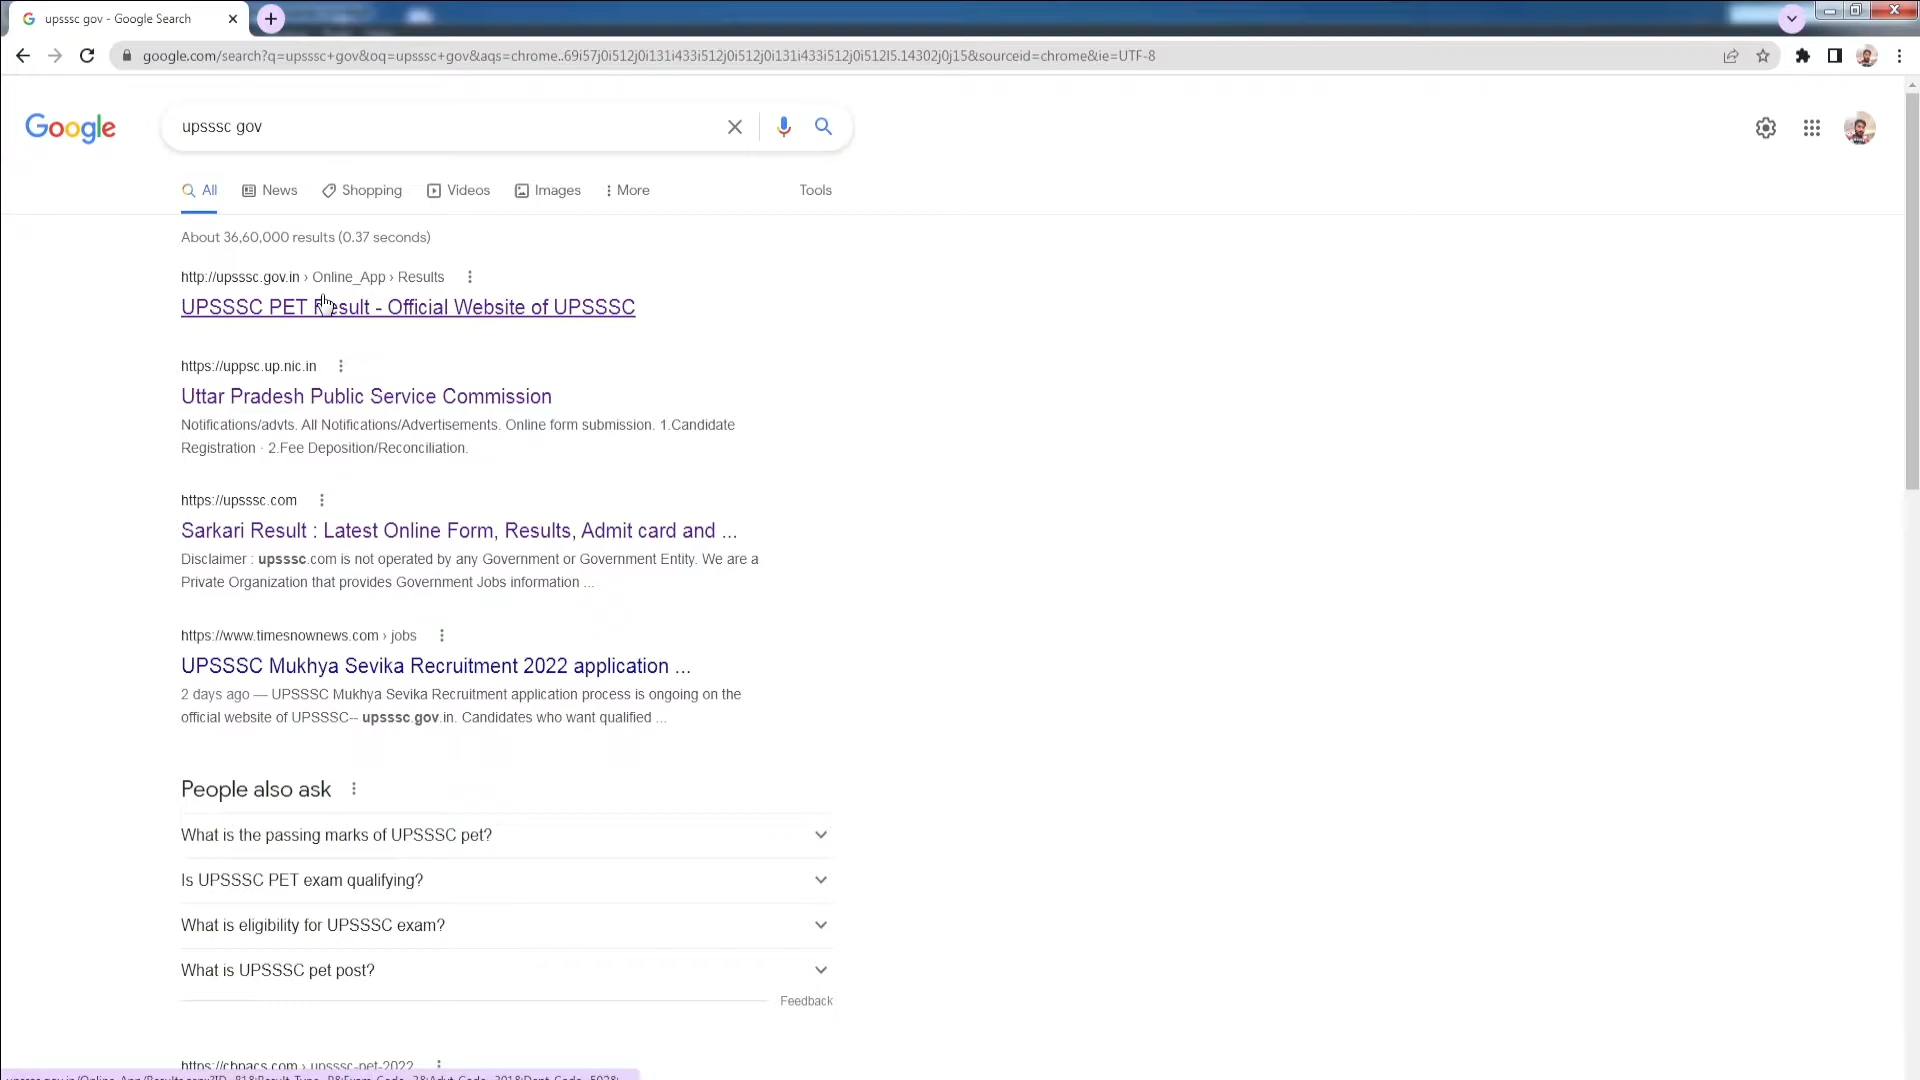 upsssc gov - Google Search
google.com/search?q=upsssc+gov&oq=upsssc+gov&aqs=chrome..69i57j0i512j0i131i433i512j0i512j0i131i433i512j0i512l5.14302j0j15&sourceid=chrome&ie=UTF-8
Google
upsssc gov
All News Shopping Videos Images More Tools
About 36,60,000 results (0.37 seconds)
http://upsssc.gov.in › Online_App › Results
UPSSSC PET Result - Official Website of UPSSSC
https://uppsc.up.nic.in
Uttar Pradesh Public Service Commission
Notifications/advts. All Notifications/Advertisements. Online form submission. 1.Candidate
Registration · 2.Fee Deposition/Reconciliation.
https://upsssc.com
Sarkari Result : Latest Online Form, Results, Admit card and ...
Disclaimer : upsssc.com is not operated by any Government or Government Entity. We are a
Private Organization that provides Government Jobs information ...
https://www.timesnownews.com › jobs
UPSSSC Mukhya Sevika Recruitment 2022 application ...
2 days ago — UPSSSC Mukhya Sevika Recruitment application process is ongoing on the
official website of UPSSSC-- upsssc.gov.in. Candidates who want qualified ...
People also ask
What is the passing marks of UPSSSC pet?
Is UPSSSC PET exam qualifying?
What is eligibility for UPSSSC exam?
What is UPSSSC pet post?
Feedback
https://cbpacs.com › upsssc-pet-2022